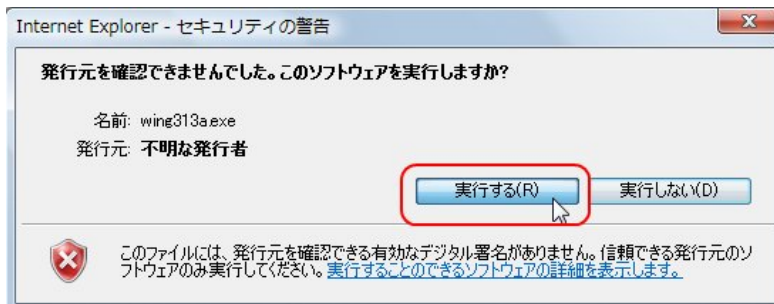 Internet Explorer - セキュリティの警告
発行元を確認できませんでした。このソフトウェアを実行しますか?
名前: wing313a.exe
発行元: 不明な発行者
実行する(R) 実行しない(D)
このファイルには、発行元を確認できる有効なデジタル署名がありません。信頼できる発行元のソ
フトウェアのみ実行してください。実行することのできるソフトウェアの詳細を表示します。